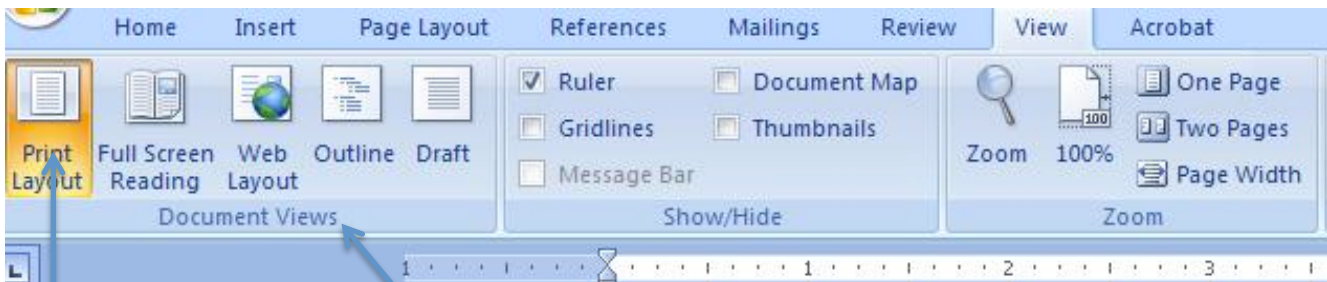 Home Insert Page Layout References Mailings Review View Acrobat
Ruler Document Map One Page
Gridlines Thumbnails Two Pages
Print Full Screen Web Outline Draft Zoom 100%
Layout Reading Layout Message Bar Page Width
Document Views Show/Hide Zoom
1 1 2 3